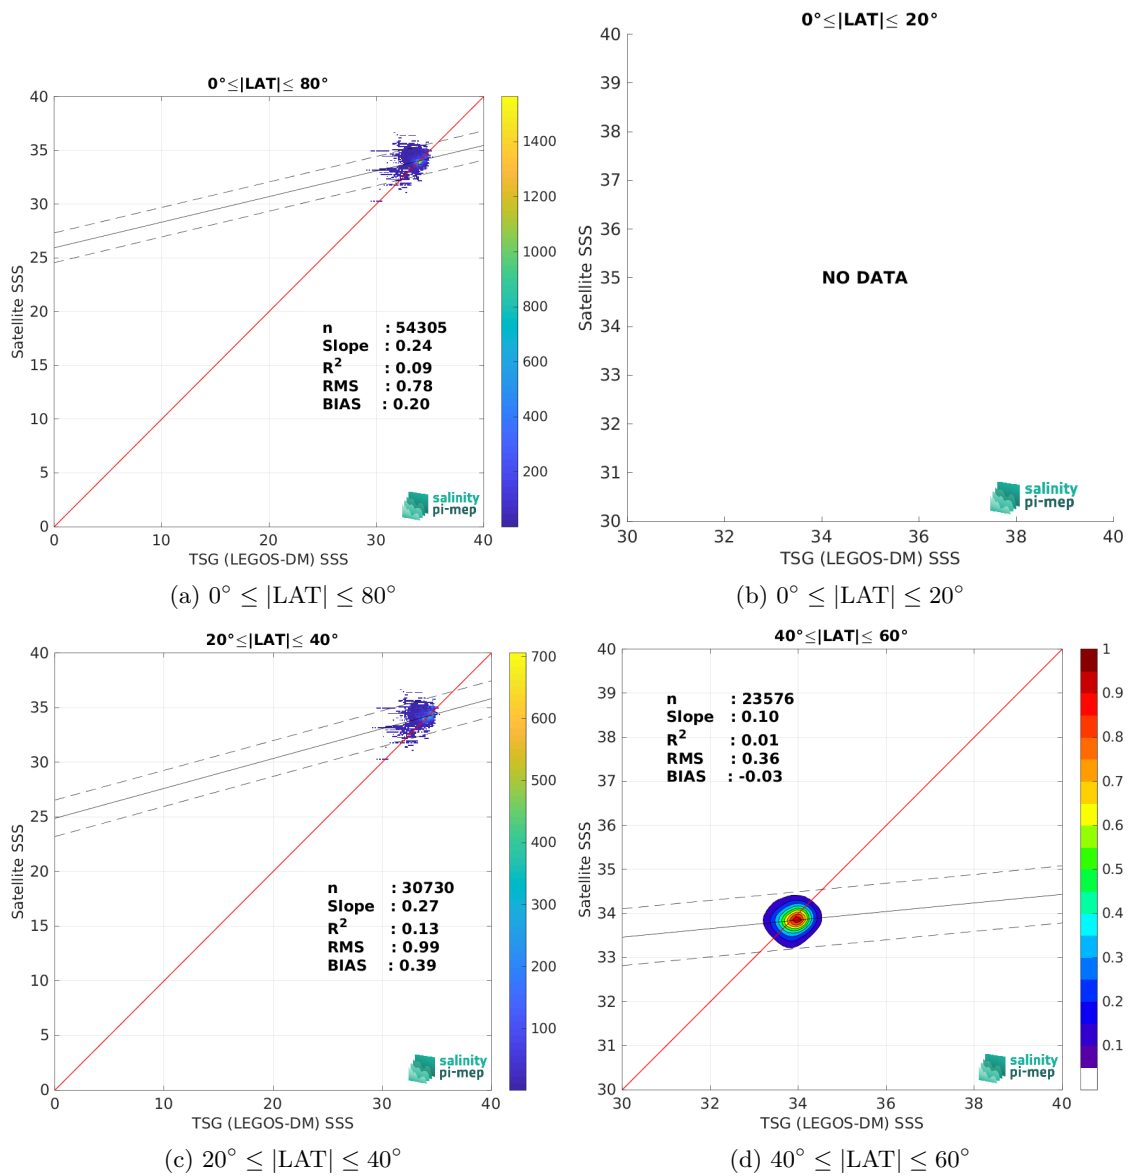 0°≤|LAT|≤ 80°
40
35
30
25
20
15
10
5
0
0
10
20
30
40
Satellite SSS
TSG (LEGOS-DM) SSS
n : 54305
Slope : 0.24
R² : 0.09
RMS : 0.78
BIAS : 0.20
salinity
pi-mep
1400
1200
1000
800
600
400
200
(a) 0° ≤ |LAT| ≤ 80°
0°≤|LAT|≤ 20°
40
39
38
37
36
35
34
33
32
31
30
30
32
34
36
38
40
Satellite SSS
TSG (LEGOS-DM) SSS
NO DATA
salinity
pi-mep
(b) 0° ≤ |LAT| ≤ 20°
20°≤|LAT|≤ 40°
40
35
30
25
20
15
10
5
0
0
10
20
30
40
Satellite SSS
TSG (LEGOS-DM) SSS
n : 30730
Slope : 0.27
R² : 0.13
RMS : 0.99
BIAS : 0.39
salinity
pi-mep
700
600
500
400
300
200
100
(c) 20° ≤ |LAT| ≤ 40°
40°≤|LAT|≤ 60°
40
39
38
37
36
35
34
33
32
31
30
30
32
34
36
38
40
Satellite SSS
TSG (LEGOS-DM) SSS
n : 23576
Slope : 0.10
R² : 0.01
RMS : 0.36
BIAS : -0.03
salinity
pi-mep
1
0.9
0.8
0.7
0.6
0.5
0.4
0.3
0.2
0.1
(d) 40° ≤ |LAT| ≤ 60°